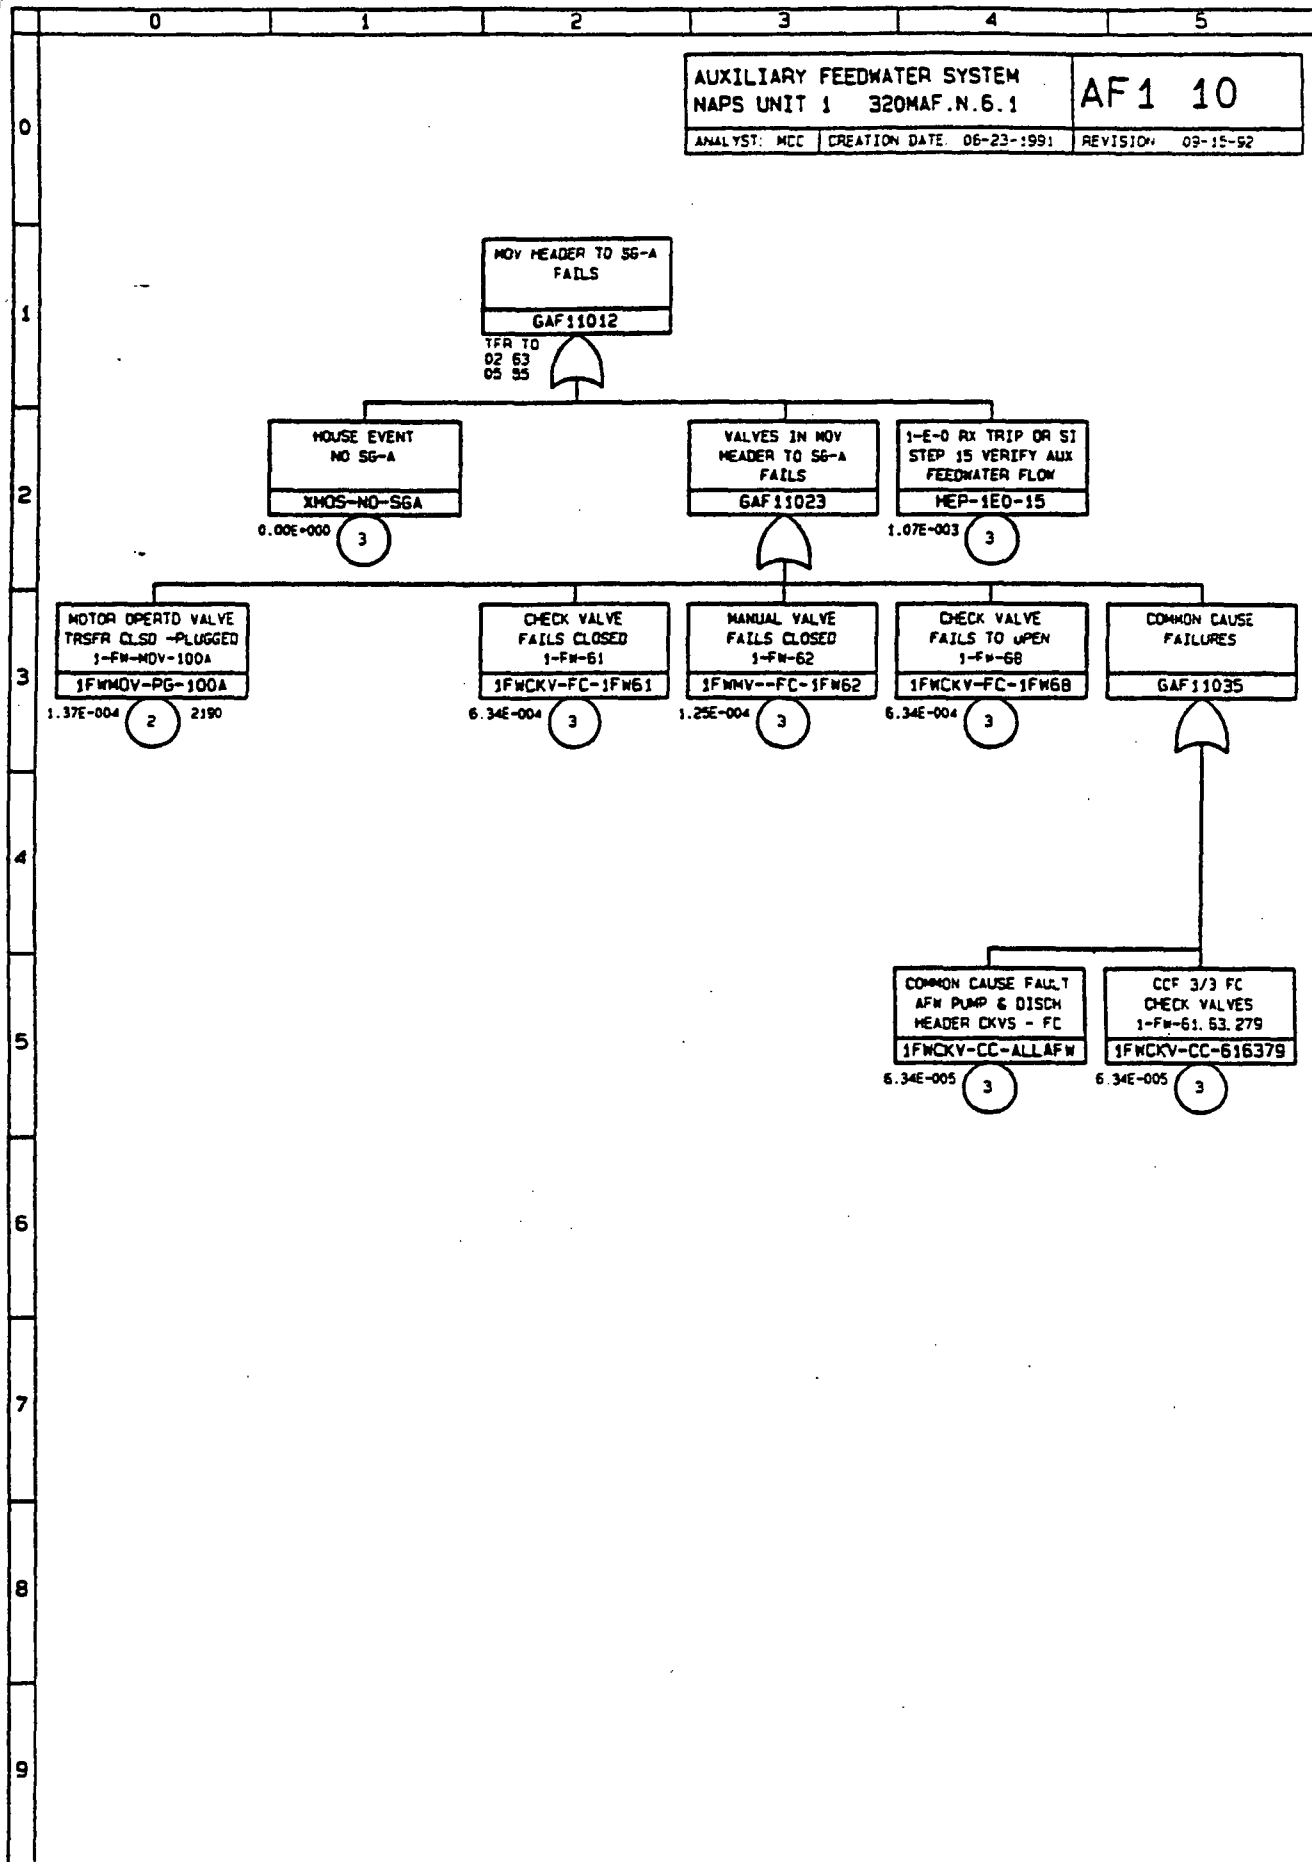 0 1 2 3 4 5
AUXILIARY FEEDWATER SYSTEM
NAPS UNIT 1 320MAF.N.6.1
AF1 10
ANALYST: MCC CREATION DATE. 06-23-1991 REVISION 09-15-92
0
MOV HEADER TO SG-A
FAILS
GAF11012
TFR TO
02 63
05 55
1
HOUSE EVENT
NO SG-A
XHOS-NO-SGA
0.00E+000 3
VALVES IN MOV
HEADER TO SG-A
FAILS
GAF11023
1-E-0 RX TRIP OR SI
STEP 15 VERIFY AUX
FEEDWATER FLOW
HEP-1E0-15
1.07E-003 3
2
MOTOR OPERTD VALVE
TRSFR CLSD -PLUGGED
1-FW-MOV-100A
1FWMOV-PG-100A
1.37E-004 2 2190
CHECK VALVE
FAILS CLOSED
1-FW-61
1FWCKV-FC-1FW61
6.34E-004 3
MANUAL VALVE
FAILS CLOSED
1-FW-62
1FWMV--FC-1FW62
1.25E-004 3
CHECK VALVE
FAILS TO OPEN
1-FW-68
1FWCKV-FC-1FW68
6.34E-004 3
COMMON CAUSE
FAILURES
GAF11035
3
4
COMMON CAUSE FAULT
AFW PUMP & DISCH
HEADER CKVS - FC
1FWCKV-CC-ALLAFW
6.34E-005 3
CCF 3/3 FC
CHECK VALVES
1-FW-61.63.279
1FWCKV-CC-616379
6.34E-005 3
5
6
7
8
9